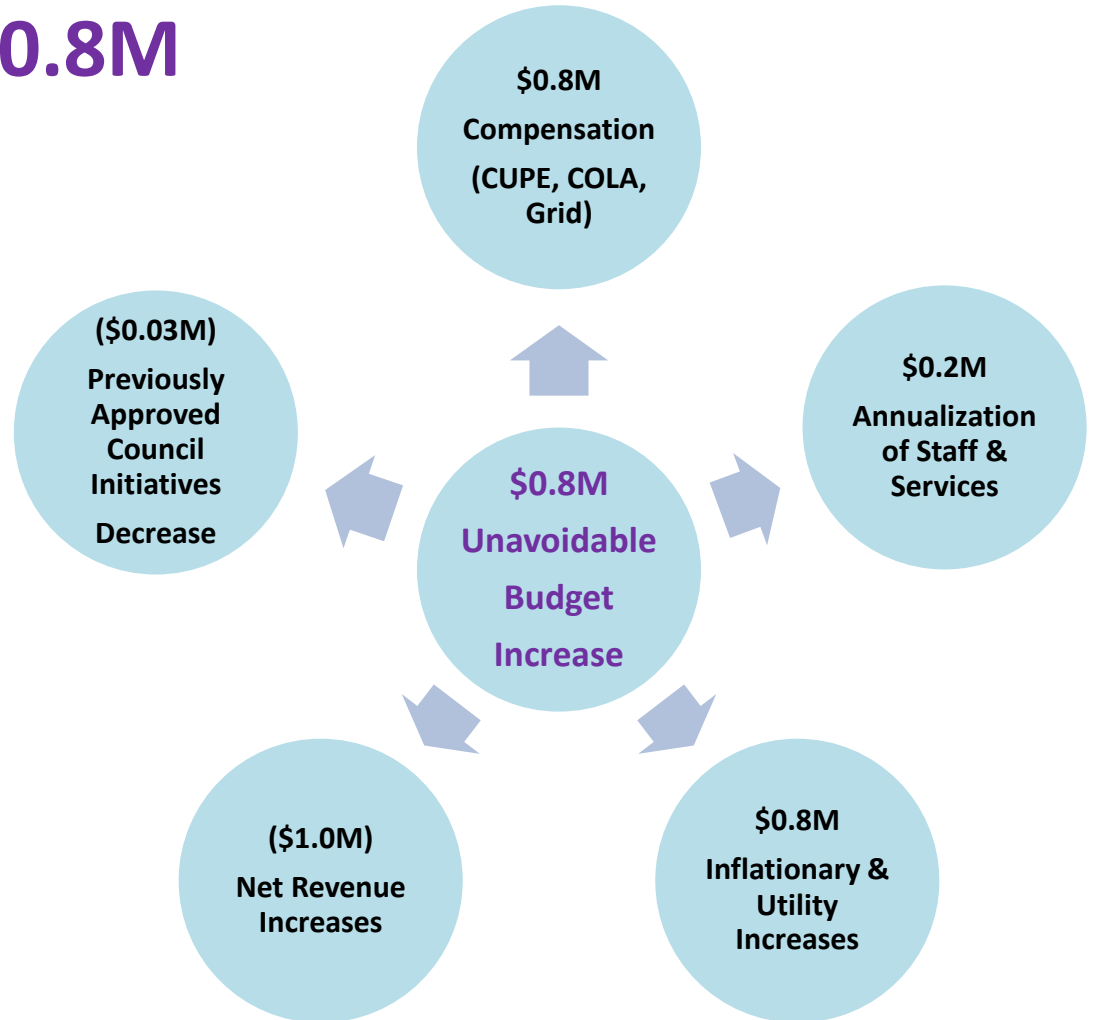 0.8M
$0.8M
Compensation
(CUPE, COLA,
Grid)
($0.03M)
Previously
Approved
Council
Initiatives
Decrease
$0.2M
Annualization
of Staff &
Services
$0.8M
Unavoidable
Budget
Increase
($1.0M)
Net Revenue
Increases
$0.8M
Inflationary &
Utility
Increases